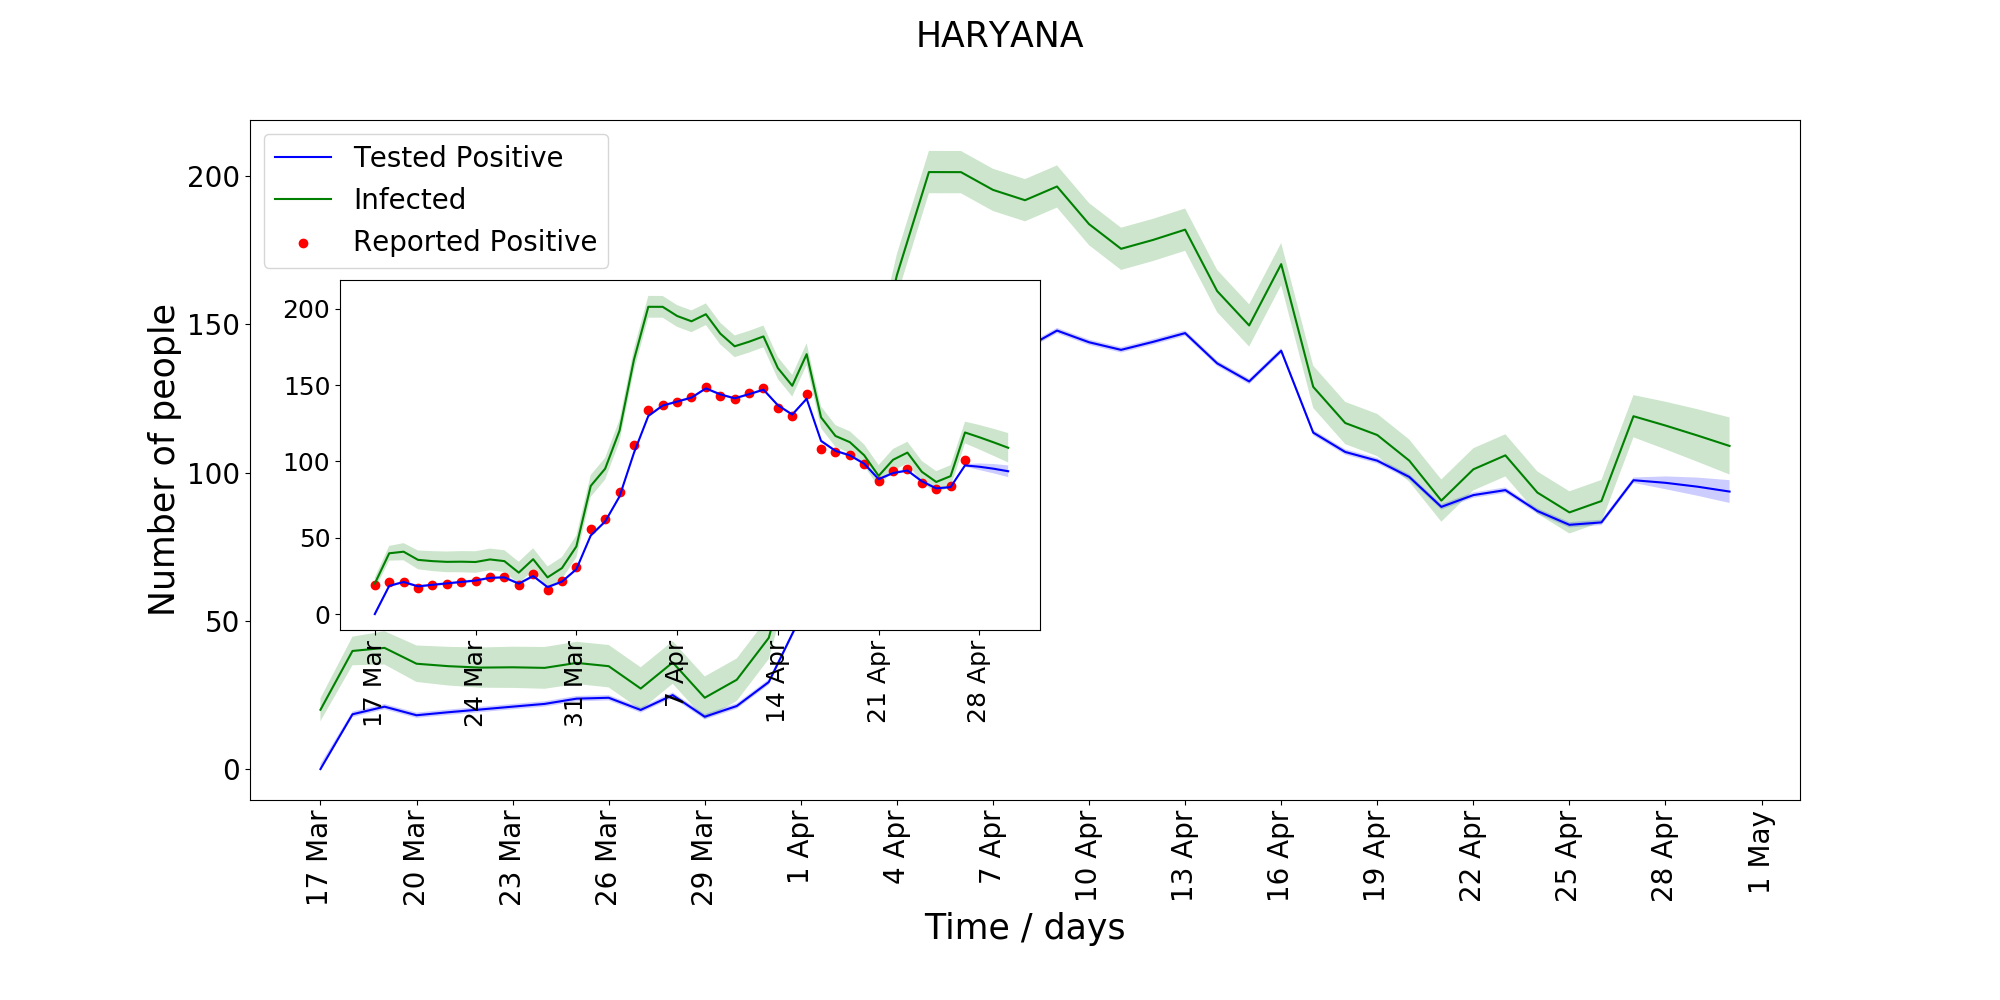 HARYANA
Tested Positive
Infected
Reported Positive
Number of people
200
150
100
50
0
200
150
100
50
0
17 Mar
24 Mar
31 Mar
7 Apr
14 Apr
21 Apr
28 Apr
17 Mar
20 Mar
23 Mar
26 Mar
29 Mar
1 Apr
4 Apr
7 Apr
10 Apr
13 Apr
16 Apr
19 Apr
22 Apr
25 Apr
28 Apr
1 May
Time / days